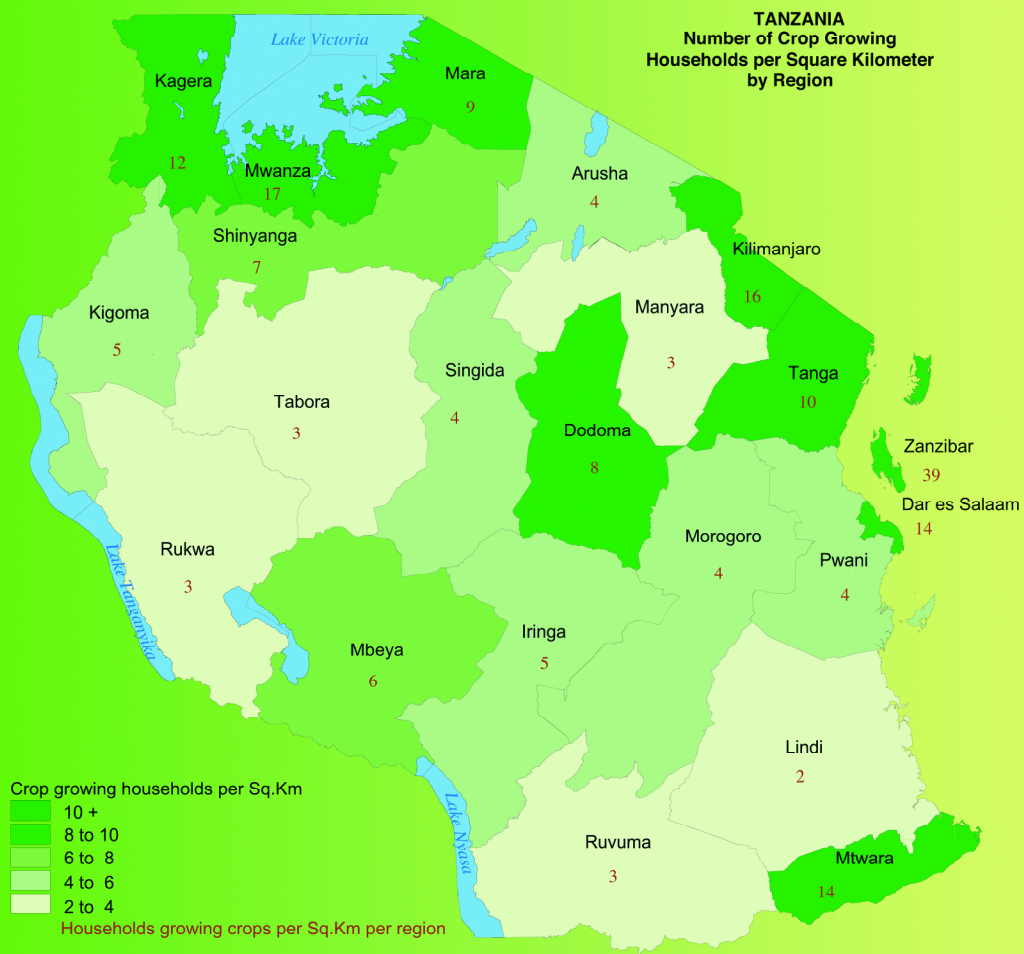 TANZANIA
Number of Crop Growing
Households per Square Kilometer
by Region
Lake Victoria
Kagera
12
Mara
9
Mwanza
17
Arusha
4
Shinyanga
7
Kilimanjaro
16
Kigoma
5
Manyara
3
Singida
4
Tanga
10
Tabora
3
Dodoma
8
Zanzibar
39
Dar es Salaam
14
Rukwa
3
Morogoro
4
Pwani
4
Lake Tanganyika
Iringa
5
Mbeya
6
Lindi
2
Lake Nyasa
Ruvuma
3
Mtwara
14
Crop growing households per Sq.Km
10 +
8 to 10
6 to 8
4 to 6
2 to 4
Households growing crops per Sq.Km per region